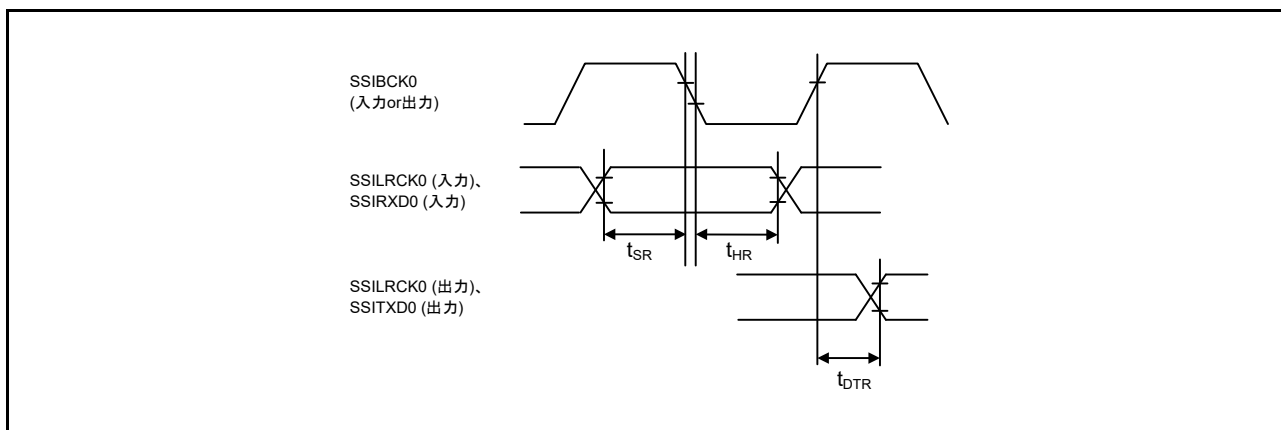 SSIBCK0
(入力or出力)
SSILRCK0 (入力)、
SSIRXD0 (入力)
tSR
tHR
SSILRCK0 (出力)、
SSITXD0 (出力)
tDTR